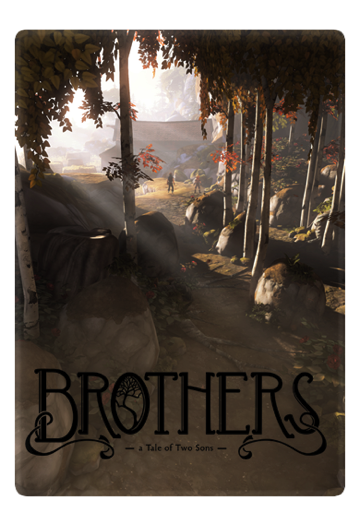 BROTHERS
— a Tale of Two Sons —